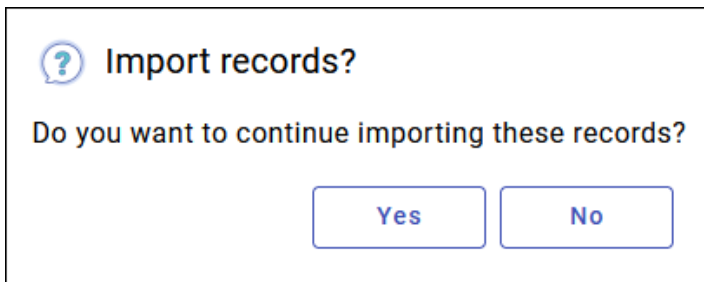 Import records?
Do you want to continue importing these records?
Yes No